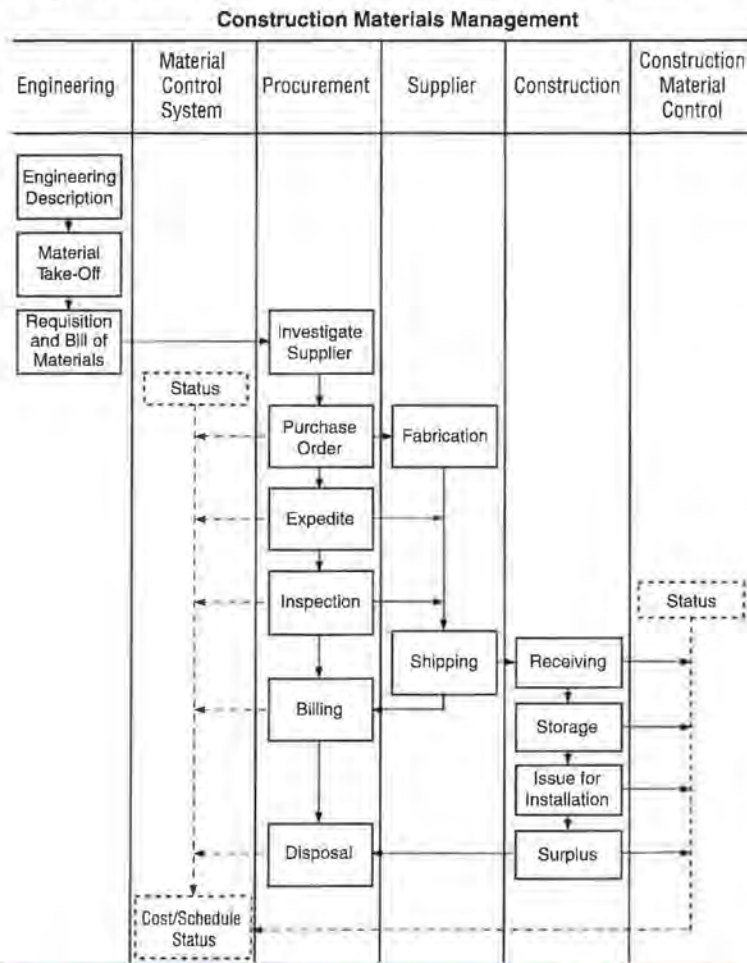 Construction Materials Management
Engineering
Material
Control
System
Procurement
Supplier
Construction
Construction
Material
Control
Engineering
Description
Material
Take-Off
Requisition
and Bill of
Materials
Investigate
Supplier
Status
Purchase
Order
Fabrication
Expedite
Inspection
Status
Shipping
Receiving
Billing
Storage
Issue for
Installation
Disposal
Surplus
Cost/Schedule
Status